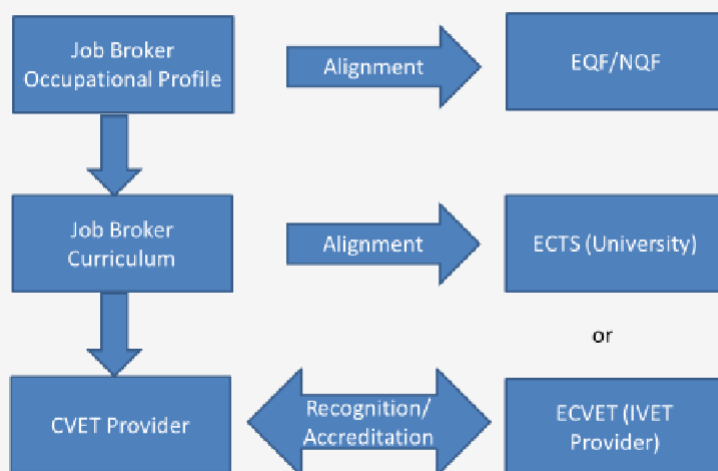 Job Broker
Occupational Profile
Alignment
EQF/NQF
Job Broker
Curriculum
Alignment
ECTS (University)
or
CVET Provider
Recognition/
Accreditation
ECVET (IVET
Provider)